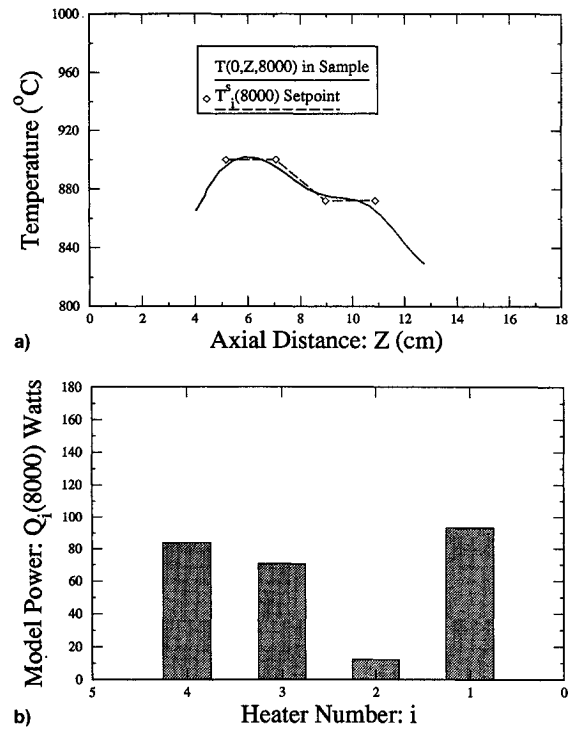 1000
960
920
880
840
800
Temperature (°C)
T(0,Z,8000) in Sample
T^s_i(8000) Setpoint
0 2 4 6 8 10 12 14 16 18
a)
Axial Distance: Z (cm)
180
160
140
120
100
80
60
40
20
0
Model Power: Q_i(8000) Watts
5 4 3 2 1 0
b)
Heater Number: i